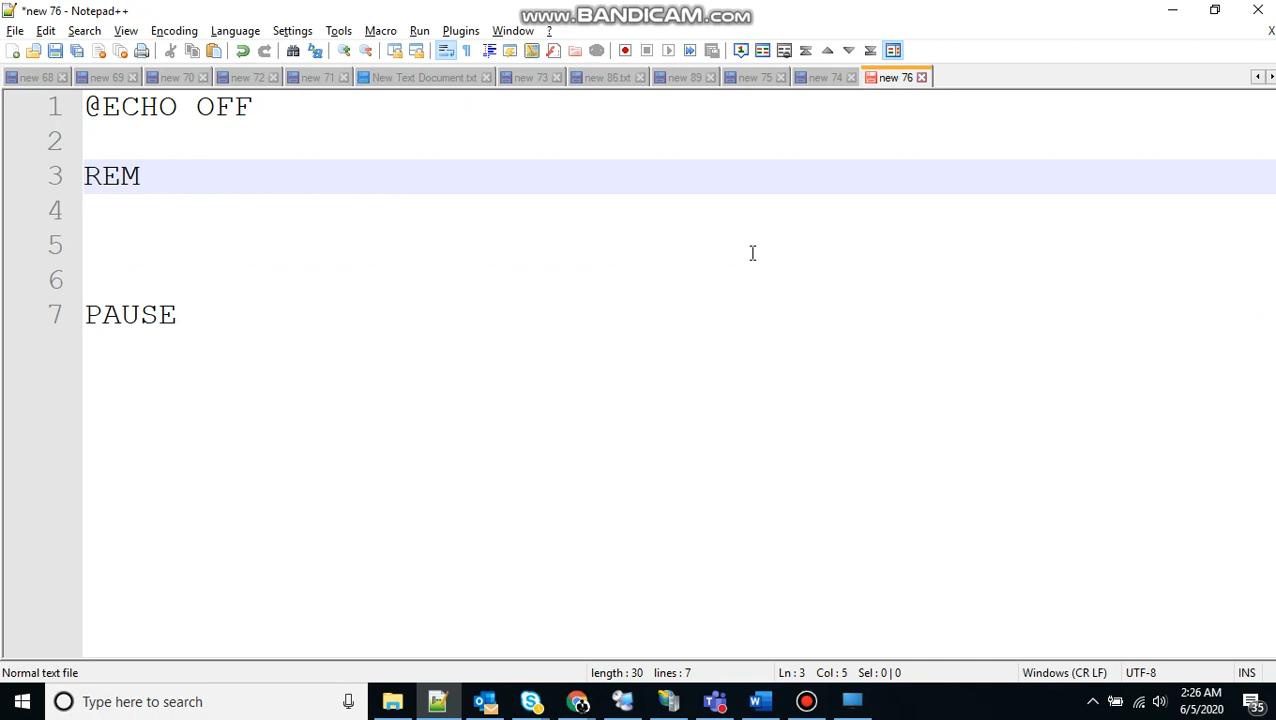 *new 76 - Notepad++
www.BANDICAM.com
File Edit Search View Encoding Language Settings Tools Macro Run Plugins Window ?
X
new 68 new 69 new 70 new 72 new 71 New Text Document.txt new 73 new 86.txt new 89 new 75 new 74 new 76
1 @ECHO OFF
2
3 REM
4
5
6
7 PAUSE
Normal text file length : 30 lines : 7 Ln : 3 Col : 5 Sel : 0 | 0 Windows (CR LF) UTF-8 INS
Type here to search
2:26 AM
6/5/2020
35